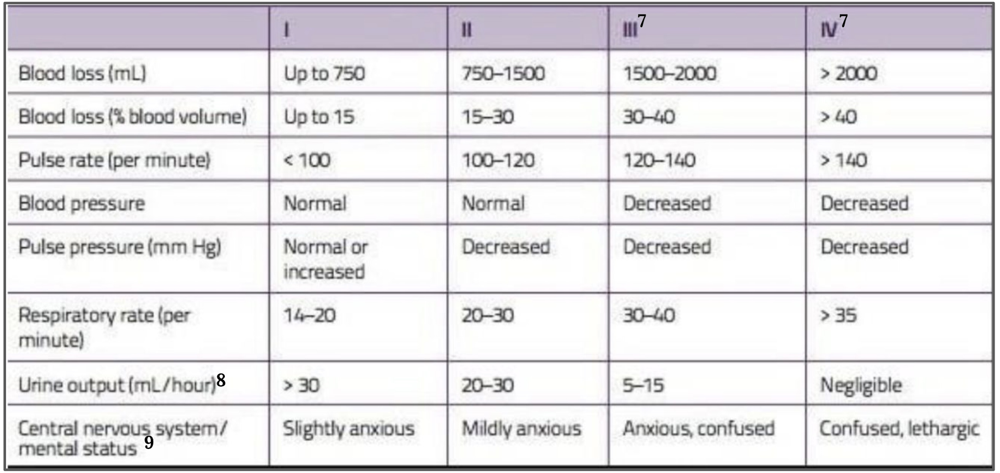 I II III7 IV7
Blood loss (mL) Up to 750 750–1500 1500–2000 > 2000
Blood loss (% blood volume) Up to 15 15–30 30–40 > 40
Pulse rate (per minute) < 100 100–120 120–140 > 140
Blood pressure Normal Normal Decreased Decreased
Pulse pressure (mm Hg) Normal or Decreased Decreased Decreased
increased
Respiratory rate (per 14–20 20–30 30–40 > 35
minute)
Urine output (mL/hour)8 > 30 20–30 5–15 Negligible
Central nervous system/ Slightly anxious Mildly anxious Anxious, confused Confused, lethargic
mental status 9